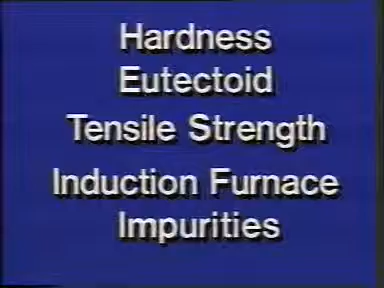 Hardness
Eutectoid
Tensile Strength
Induction Furnace
Impurities